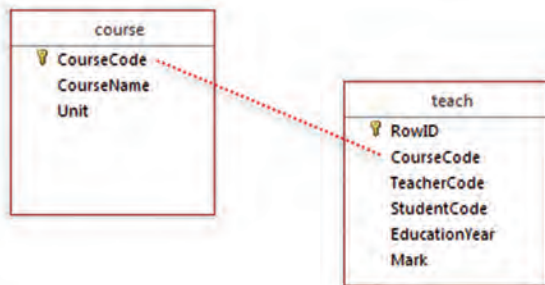 course
CourseCode
CourseName
Unit
teach
RowID
CourseCode
TeacherCode
StudentCode
EducationYear
Mark